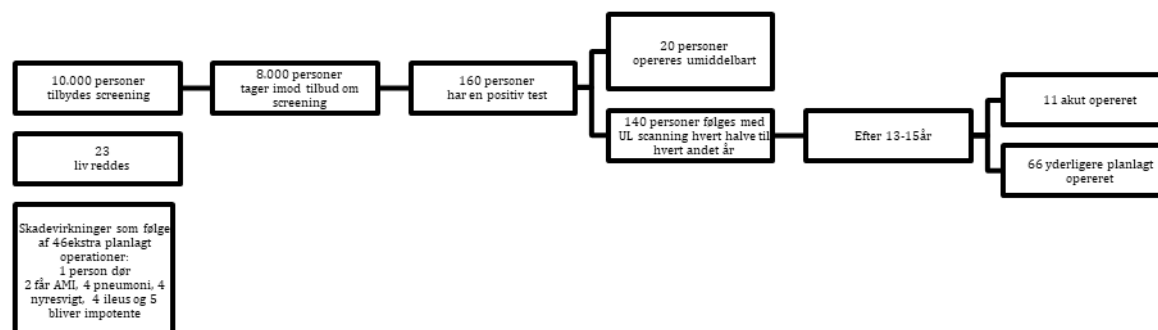 10.000 personer
tilbydes screening
8.000 personer
tager imod tilbud om
screening
160 personer
har en positiv test
20 personer
opereres umiddelbart
140 personer følges med
UL scanning hvert halve til
hvert andet år
Efter 13-15år
11 akut opereret
66 yderligere planlagt
opereret
23
liv reddes
Skadevirkninger som følge
af 46ekstra planlagt
operationer:
1 person dør
2 får AMI, 4 pneumoni, 4
nyresvigt, 4 ileus og 5
bliver impotente